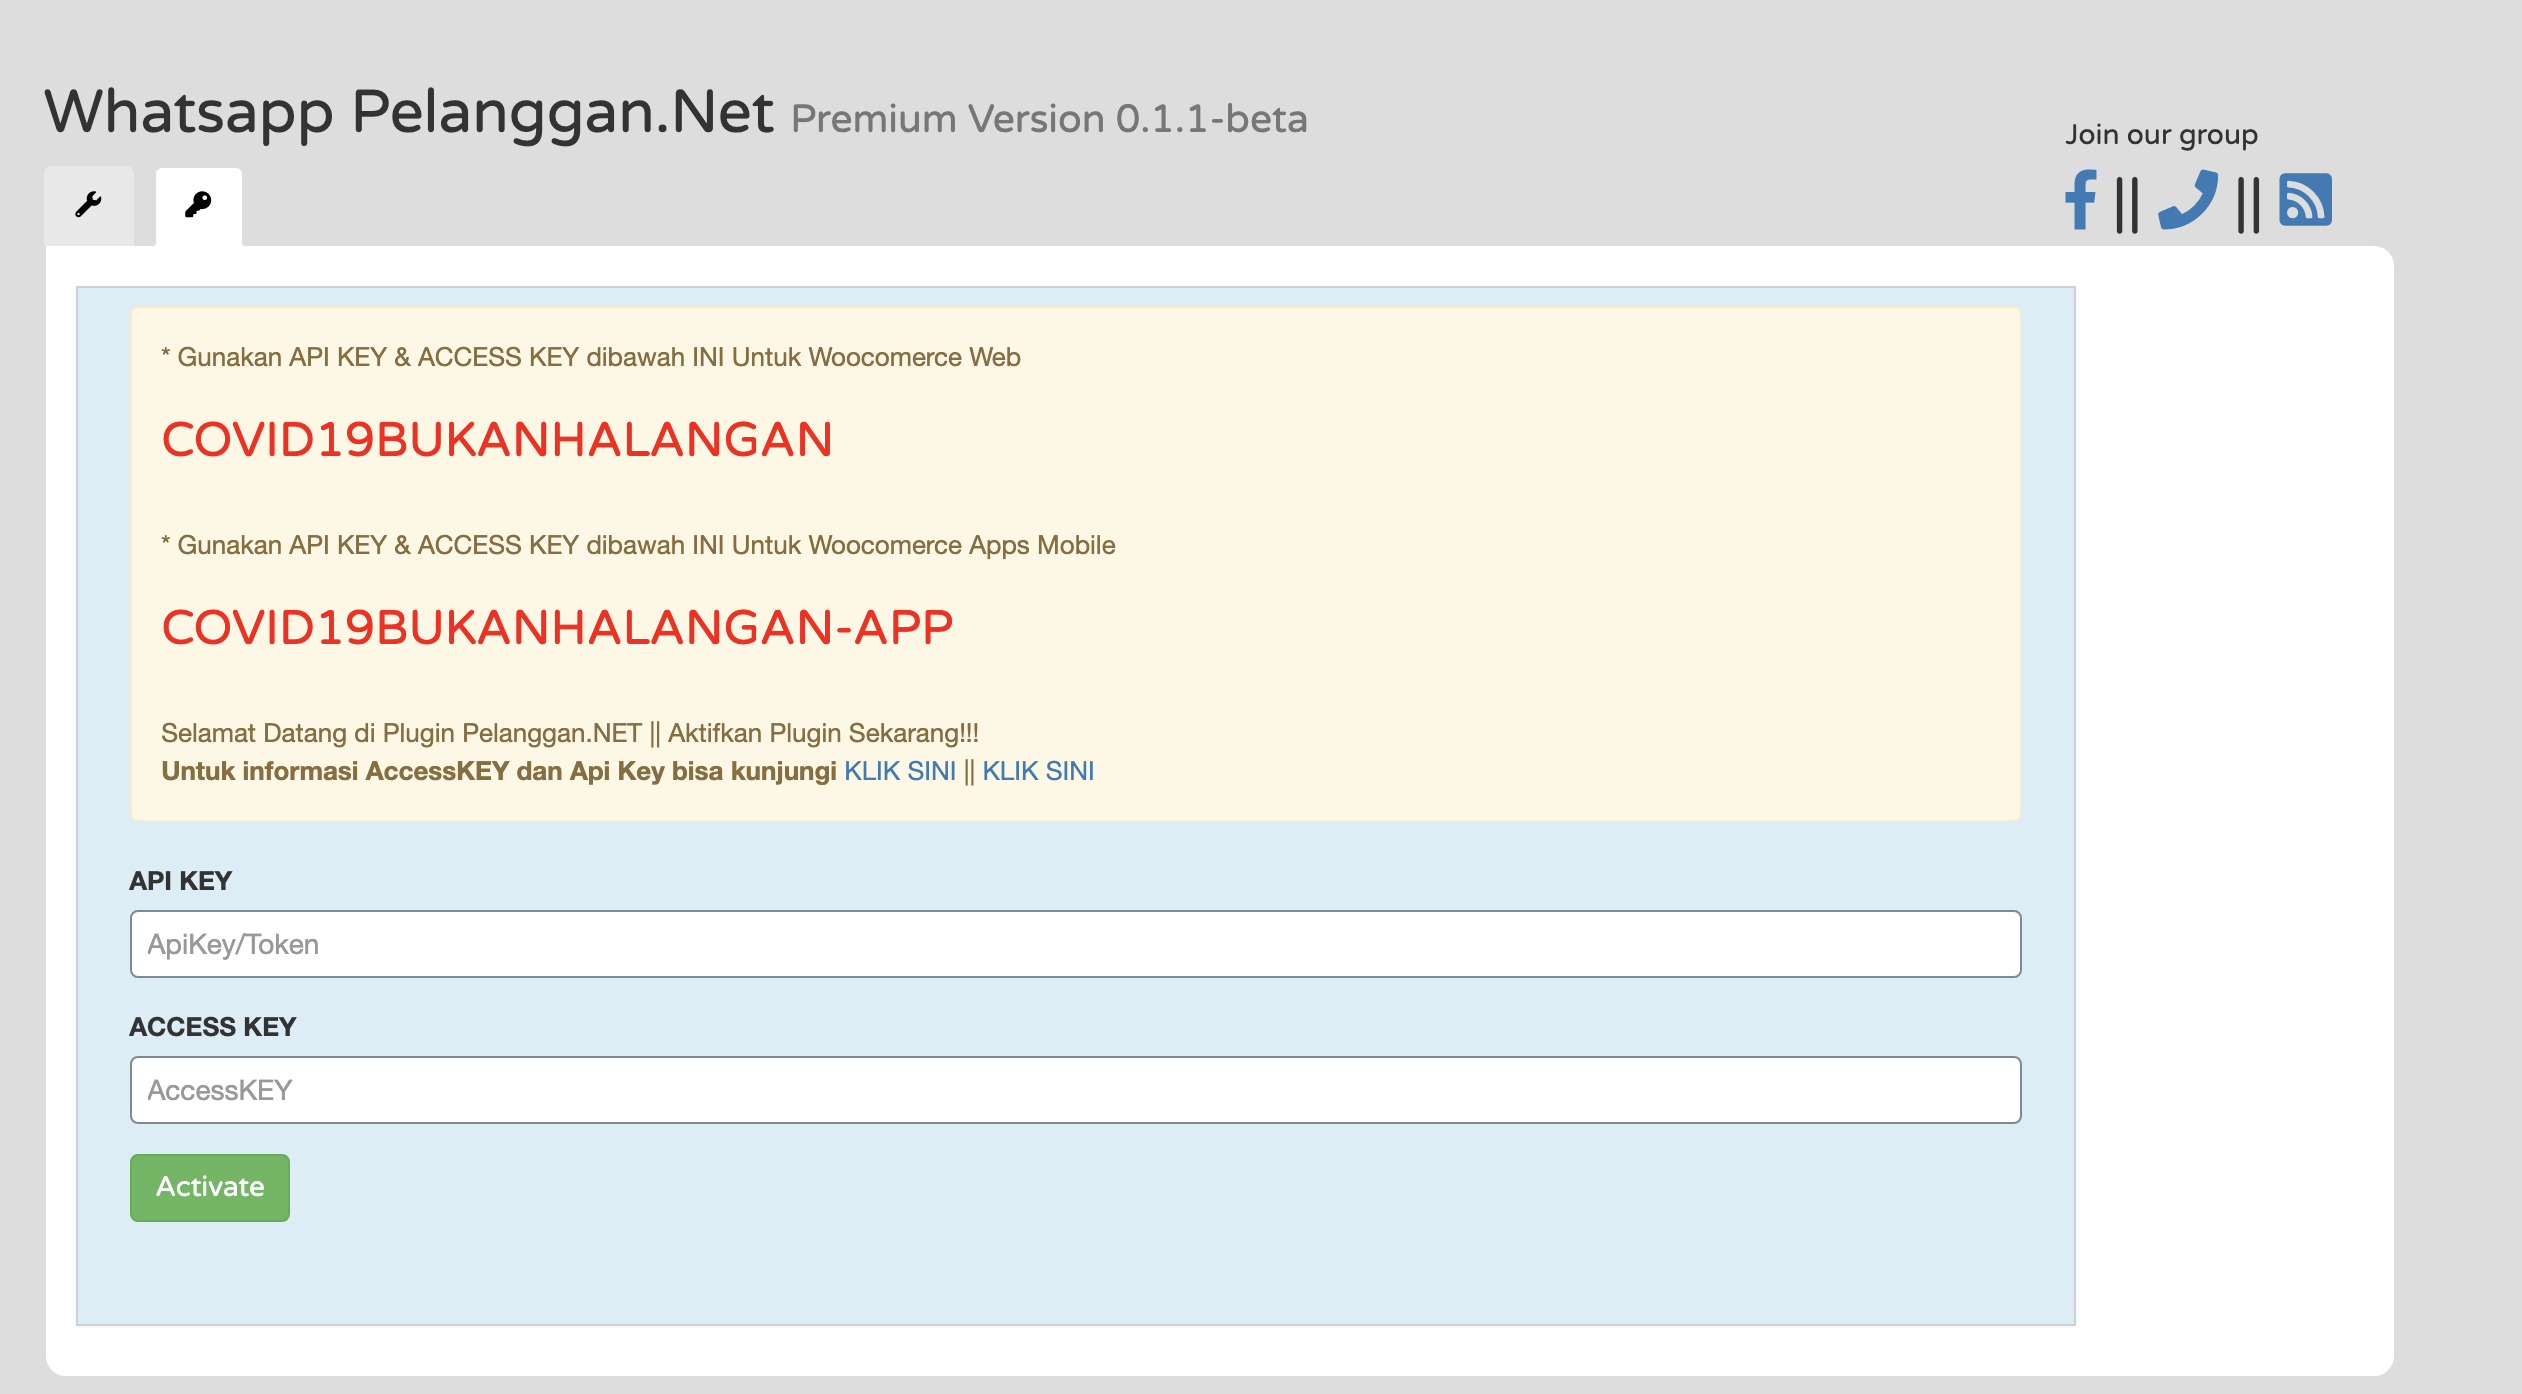 Whatsapp Pelanggan.Net Premium Version 0.1.1-beta
Join our group
|| ||
* Gunakan API KEY & ACCESS KEY dibawah INI Untuk Woocomerce Web
COVID19BUKANHALANGAN
* Gunakan API KEY & ACCESS KEY dibawah INI Untuk Woocomerce Apps Mobile
COVID19BUKANHALANGAN-APP
Selamat Datang di Plugin Pelanggan.NET || Aktifkan Plugin Sekarang!!!
Untuk informasi AccessKEY dan Api Key bisa kunjungi KLIK SINI || KLIK SINI
API KEY
ApiKey/Token
ACCESS KEY
AccessKEY
Activate